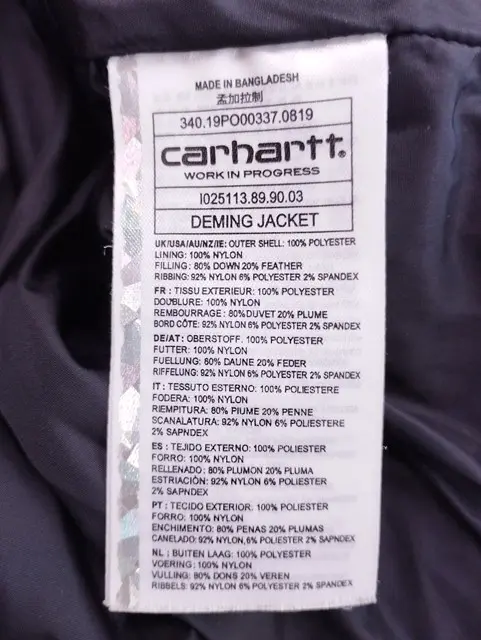 MADE IN BANGLADESH
孟加拉制
340.19PO00337.0819
carhartt.
WORK IN PROGRESS
I025113.89.90.03
DEMING JACKET
UK/USA/AU/NZ/IE: OUTER SHELL: 100% POLYESTER
LINING: 100% NYLON
FILLING: 80% DOWN 20% FEATHER
RIBBING: 92% NYLON 6% POLYESTER 2% SPANDEX
FR : TISSU EXTERIEUR: 100% POLYESTER
DOUBLURE: 100% NYLON
REMBOURRAGE : 80%DUVET 20% PLUME
BORD CÔTE: 92% NYLON 6% POLYESTER 2% SPANDEX
DE/AT: OBERSTOFF. 100% POLYESTER
FUTTER: 100% NYLON
FUELLUNG: 80% DAUNE 20% FEDER
RIFFELUNG: 92% NYLON 6% POLYESTER 2% SPANDEX
IT : TESSUTO ESTERNO: 100% POLIESTERE
FODERA: 100% NYLON
RIEMPITURA: 80% PIUME 20% PENNE
SCANALATURA: 92% NYLON 6% POLIESTERE
2% SAPNDEX
ES : TEJIDO EXTERNO: 100% POLIESTER
FORRO: 100% NYLON
RELLENADO: 80% PLUMON 20% PLUMA
ESTRIACIÓN: 92% NYLON 6% POLIESTER
2% SAPNDEX
PT : TECIDO EXTERIOR: 100% POLIESTER
FORRO: 100% NYLON
ENCHIMENTO: 80% PENAS 20% PLUMAS
CANELADO: 92% NYLON,6% POLIESTER 2% SAPNDEX
NL ; BUITEN LAAG: 100% POLYESTER
VOERING: 100% NYLON
VULLING: 80% DONS 20% VEREN
RIBBELS: 92% NYLON 6% POLYESTER 2% SPANDEX